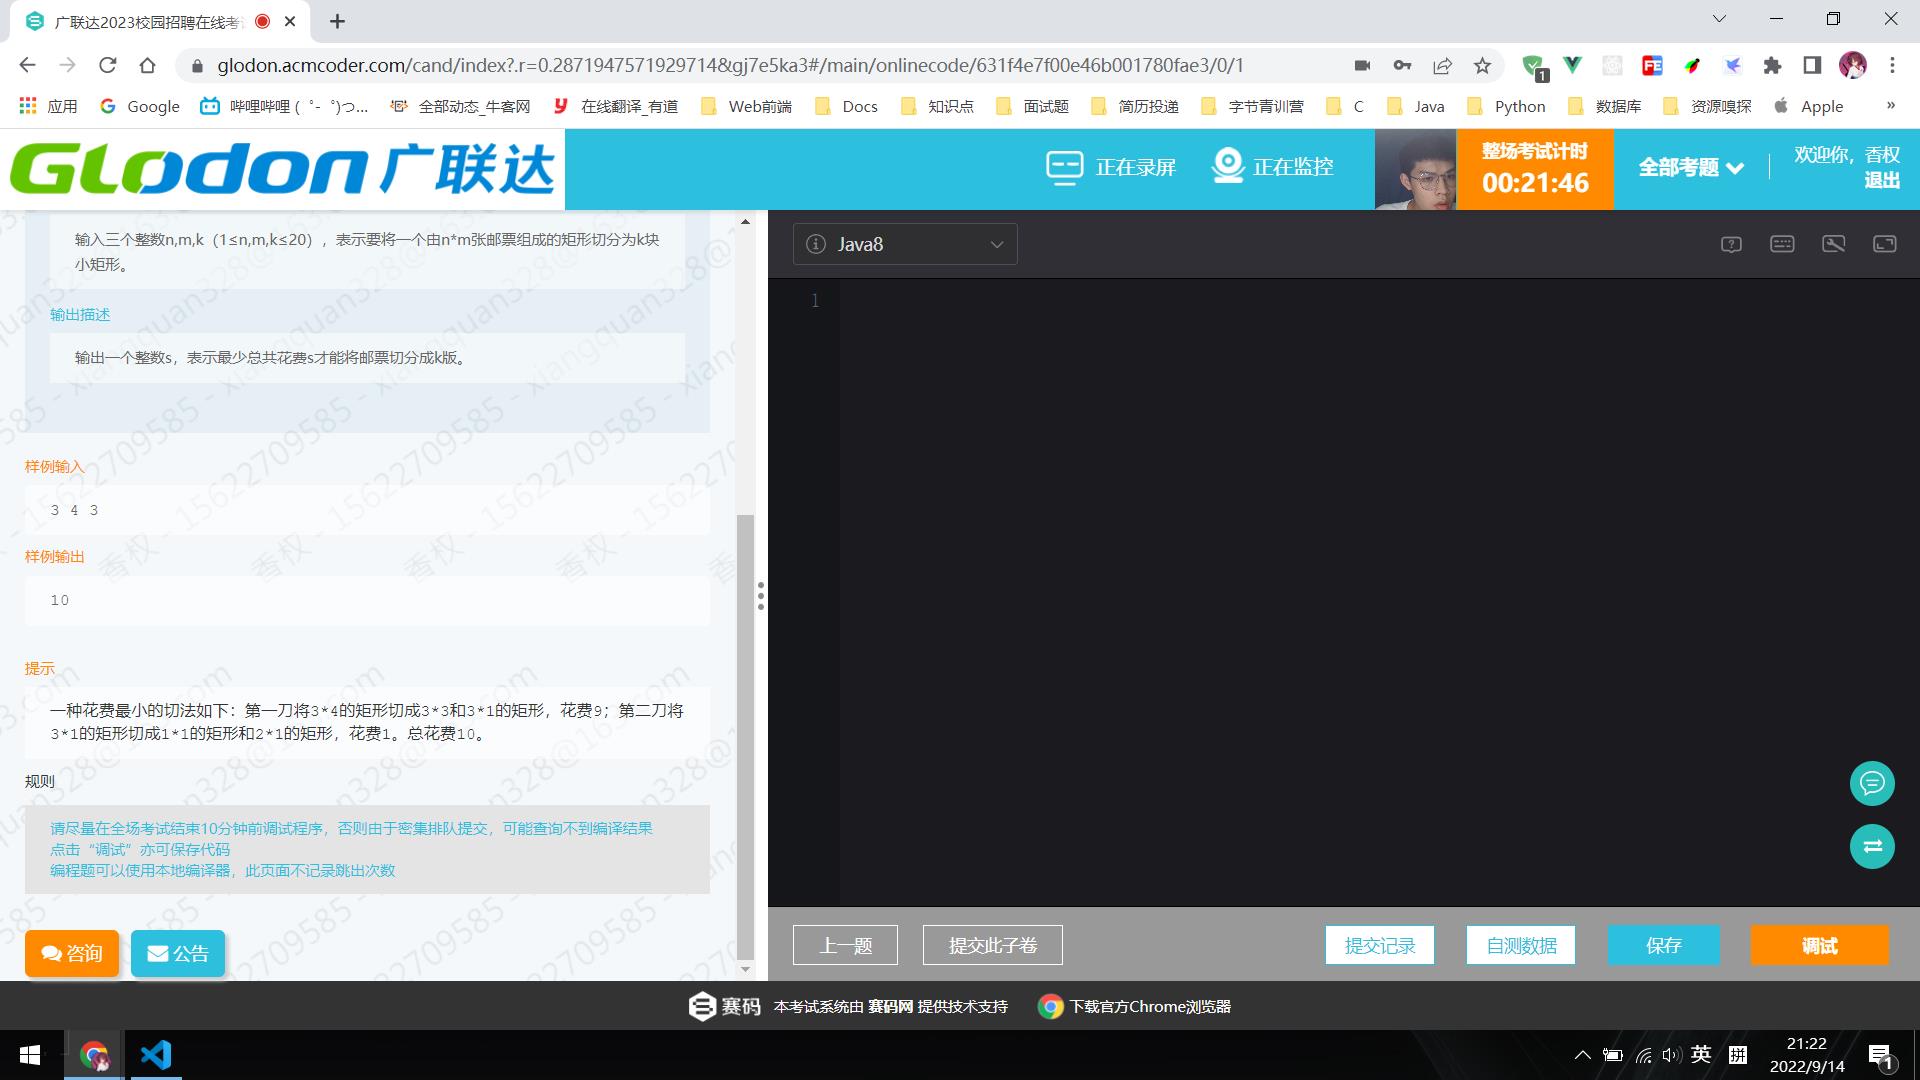 广联达2023校园招聘在线考
glodon.acmcoder.com/cand/index?.r=0.2871947571929714&gj7e5ka3#/main/onlinecode/631f4e7f00e46b001780fae3/0/1
1
应用 Google 哔哩哔哩 ( ゜- ゜)つ... 全部动态_牛客网 在线翻译_有道 Web前端 Docs 知识点 面试题 简历投递 字节青训营 C Java Python 数据库 资源嗅探 Apple »
GLodon 广联达
正在录屏 正在监控
整场考试计时
00:21:46
全部考题
欢迎你，香权
退出
输入三个整数n,m,k（1≤n,m,k≤20），表示要将一个由n*m张邮票组成的矩形切分为k块
小矩形。
输出描述
输出一个整数s，表示最少总共花费s才能将邮票切分成k版。
样例输入
3 4 3
样例输出
10
提示
一种花费最小的切法如下：第一刀将3*4的矩形切成3*3和3*1的矩形，花费9；第二刀将
3*1的矩形切成1*1的矩形和2*1的矩形，花费1。总花费10。
规则
请尽量在全场考试结束10分钟前调试程序，否则由于密集排队提交，可能查询不到编译结果
点击“调试”亦可保存代码
编程题可以使用本地编译器，此页面不记录跳出次数
咨询 公告
Java8
1
上一题 提交此子卷 提交记录 自测数据 保存 调试
赛码 本考试系统由 赛码网 提供技术支持 下载官方Chrome浏览器
英 拼
21:22
2022/9/14
1
香权 - 15622709585 - xiangquan328@163.com